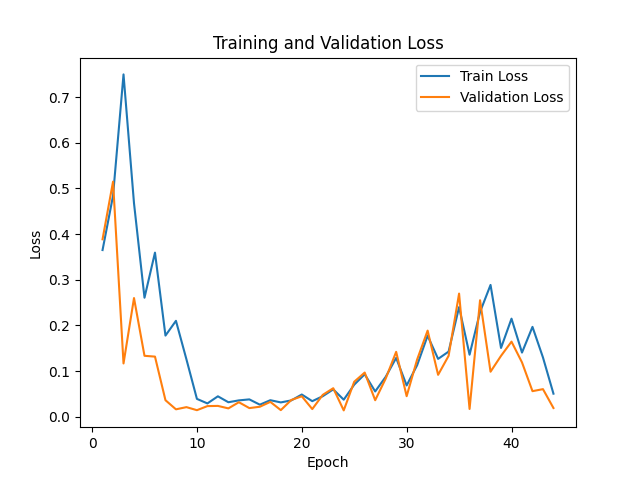 Training and Validation Loss
Train Loss
Validation Loss
Loss
0.7
0.6
0.5
0.4
0.3
0.2
0.1
0.0
0 10 20 30 40
Epoch